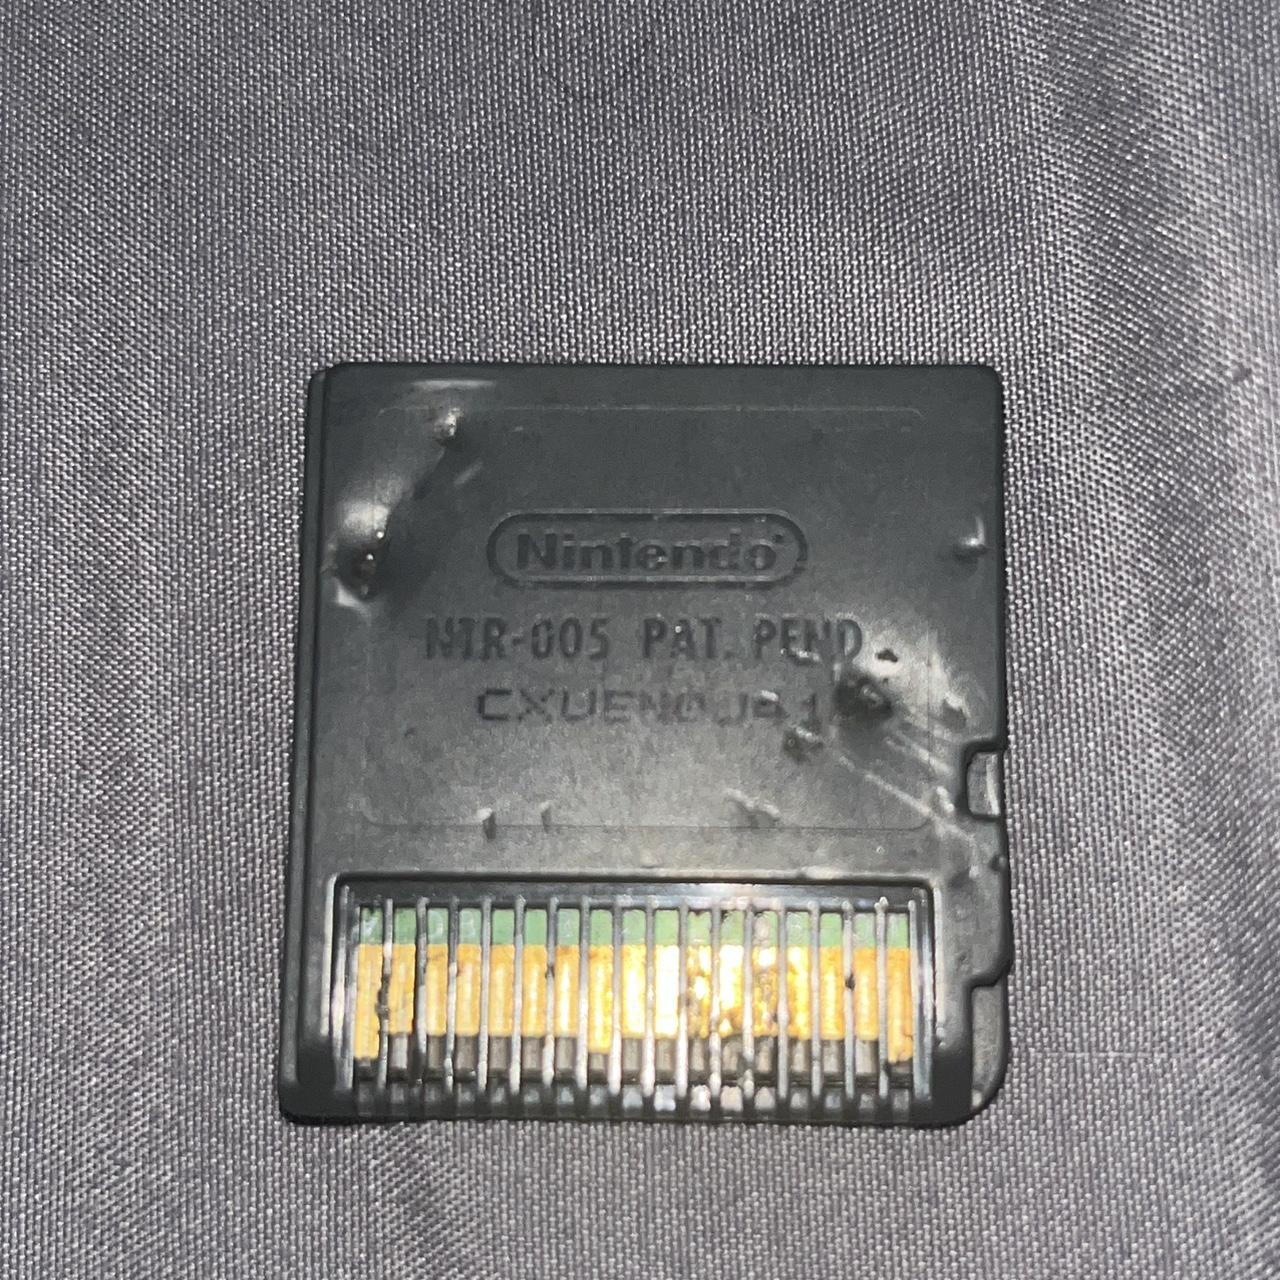 Nintendo
NTR-005 PAT. PEND.